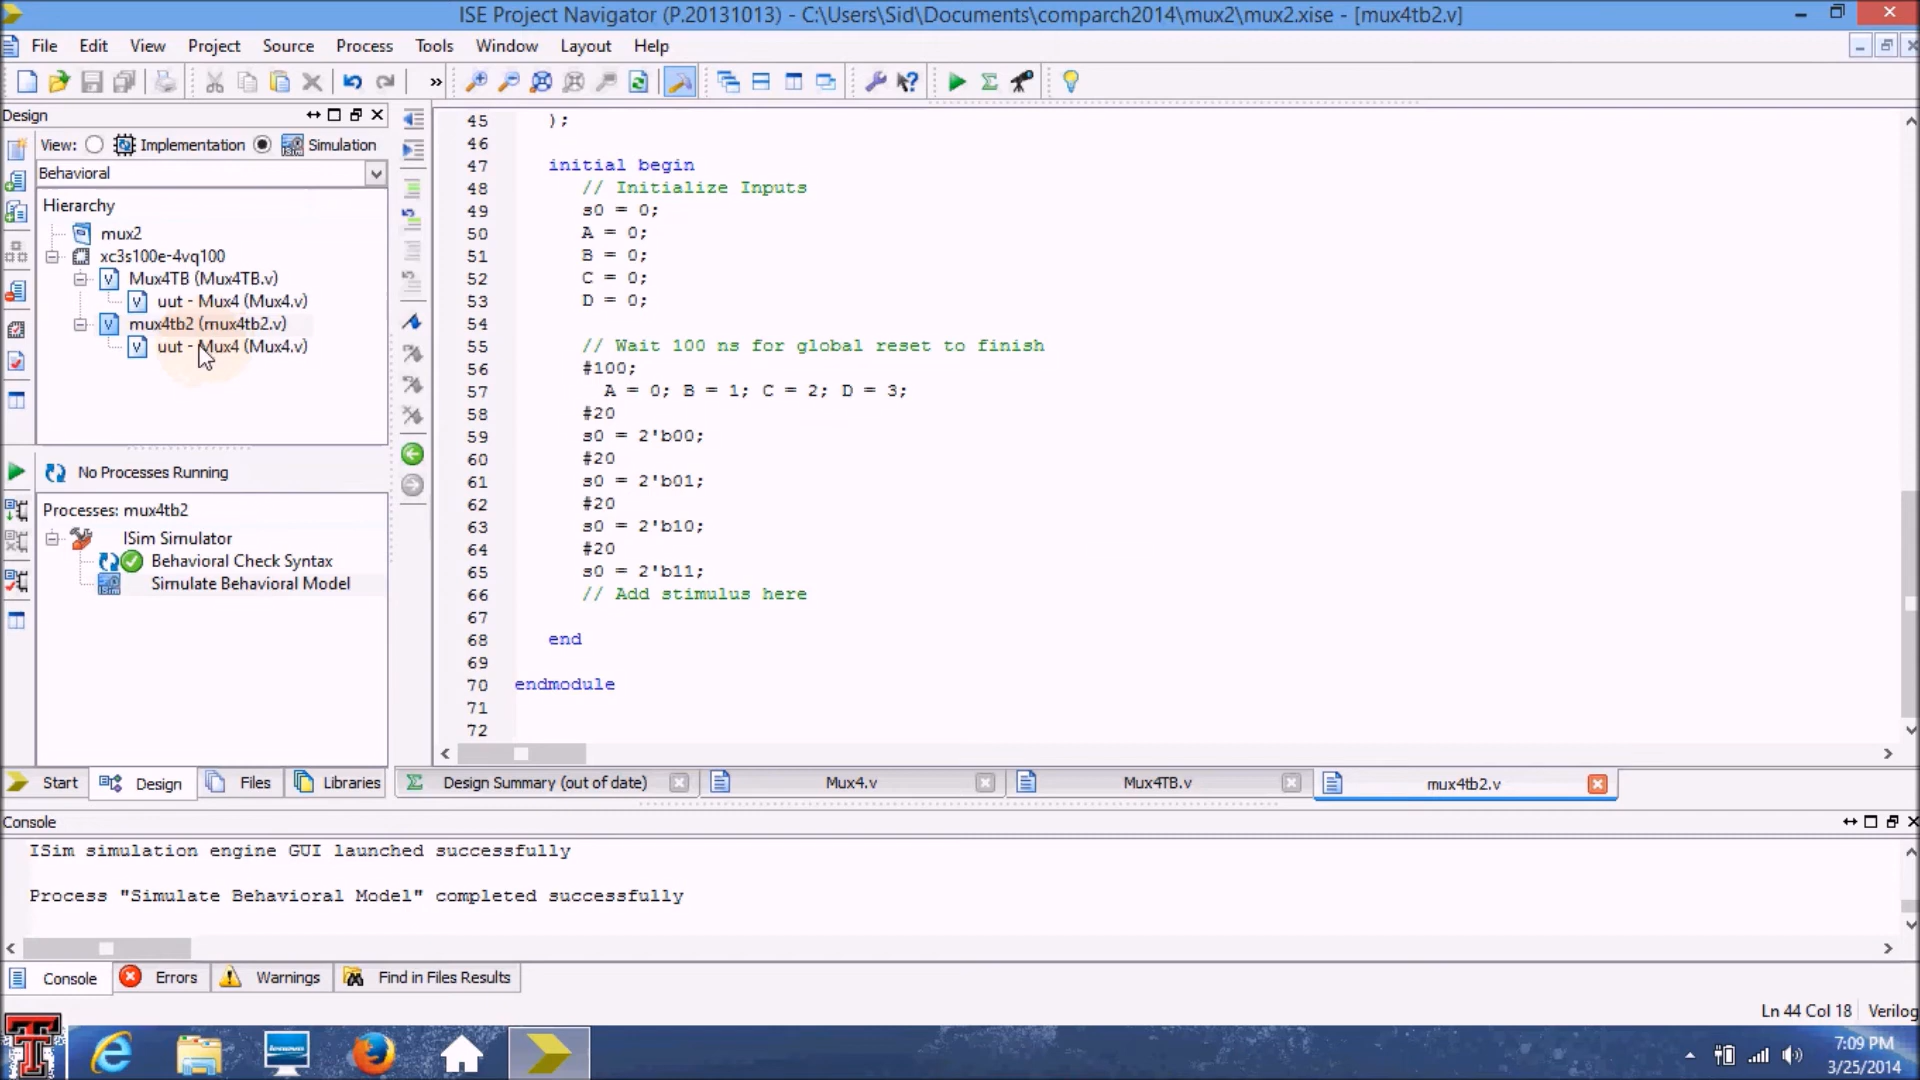 ISE Project Navigator (P.20131013) - C:\Users\Sid\Documents\comparch2014\mux2\mux2.xise - [mux4tb2.v]
File Edit View Project Source Process Tools Window Layout Help
Design
View: Implementation Simulation
Behavioral
Hierarchy
mux2
xc3s100e-4vq100
Mux4TB (Mux4TB.v)
uut - Mux4 (Mux4.v)
mux4tb2 (mux4tb2.v)
uut - Mux4 (Mux4.v)
No Processes Running
Processes: mux4tb2
ISim Simulator
Behavioral Check Syntax
Simulate Behavioral Model
45 );
46
47 initial begin
48 // Initialize Inputs
49 s0 = 0;
50 A = 0;
51 B = 0;
52 C = 0;
53 D = 0;
54
55 // Wait 100 ns for global reset to finish
56 #100;
57 A = 0; B = 1; C = 2; D = 3;
58 #20
59 s0 = 2'b00;
60 #20
61 s0 = 2'b01;
62 #20
63 s0 = 2'b10;
64 #20
65 s0 = 2'b11;
66 // Add stimulus here
67
68 end
69
70 endmodule
71
72
Start Design Files Libraries
Design Summary (out of date) Mux4.v Mux4TB.v mux4tb2.v
Console
ISim simulation engine GUI launched successfully
Process "Simulate Behavioral Model" completed successfully
Console Errors Warnings Find in Files Results
Ln 44 Col 18 Verilog
7:09 PM
3/25/2014